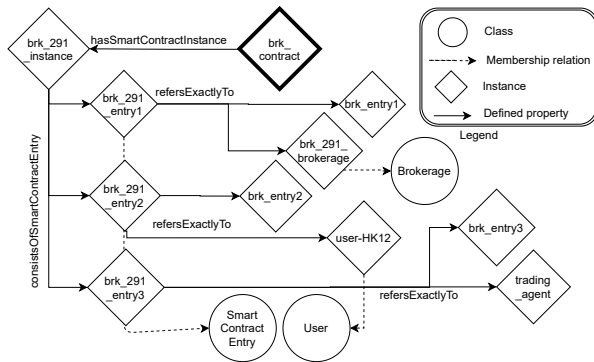 brk_291
_instance
hasSmartContractInstance
brk_
contract
brk_291
_entry1
refersExactlyTo
brk_entry1
brk_291_
brokerage
Brokerage
brk_291
_entry2
brk_entry2
refersExactlyTo
user-HK12
brk_entry3
consistsOfSmartContractEntry
brk_291
_entry3
refersExactlyTo
trading
_agent
Smart
Contract
Entry
User
Class
Membership relation
Instance
Defined property
Legend